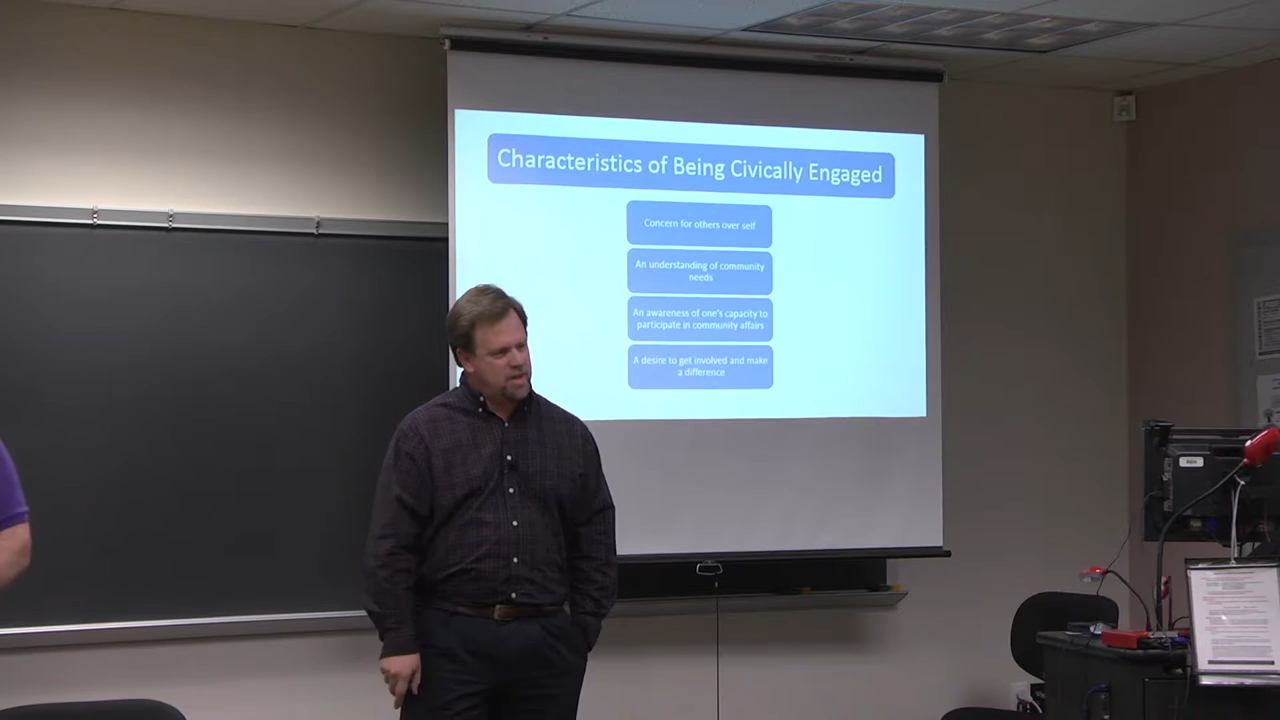 Characteristics of Being Civically Engaged
Concern for others over self
An understanding of community
needs
An awareness of one's capacity to
participate in community affairs
A desire to get involved and make
a difference